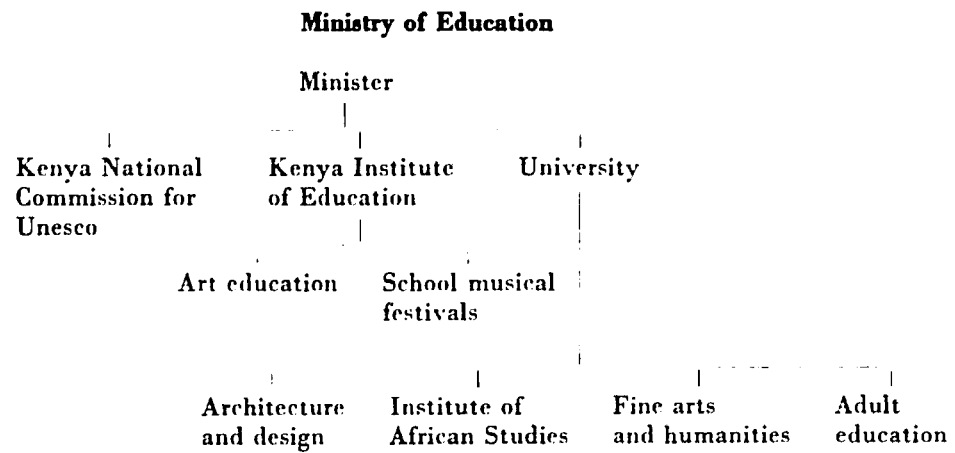 Ministry of Education
Minister
Kenya National
Commission for
Unesco
Kenya Institute
of Education
University
Art education
School musical
festivals
Architecture
and design
Institute of
African Studies
Fine arts
and humanities
Adult
education